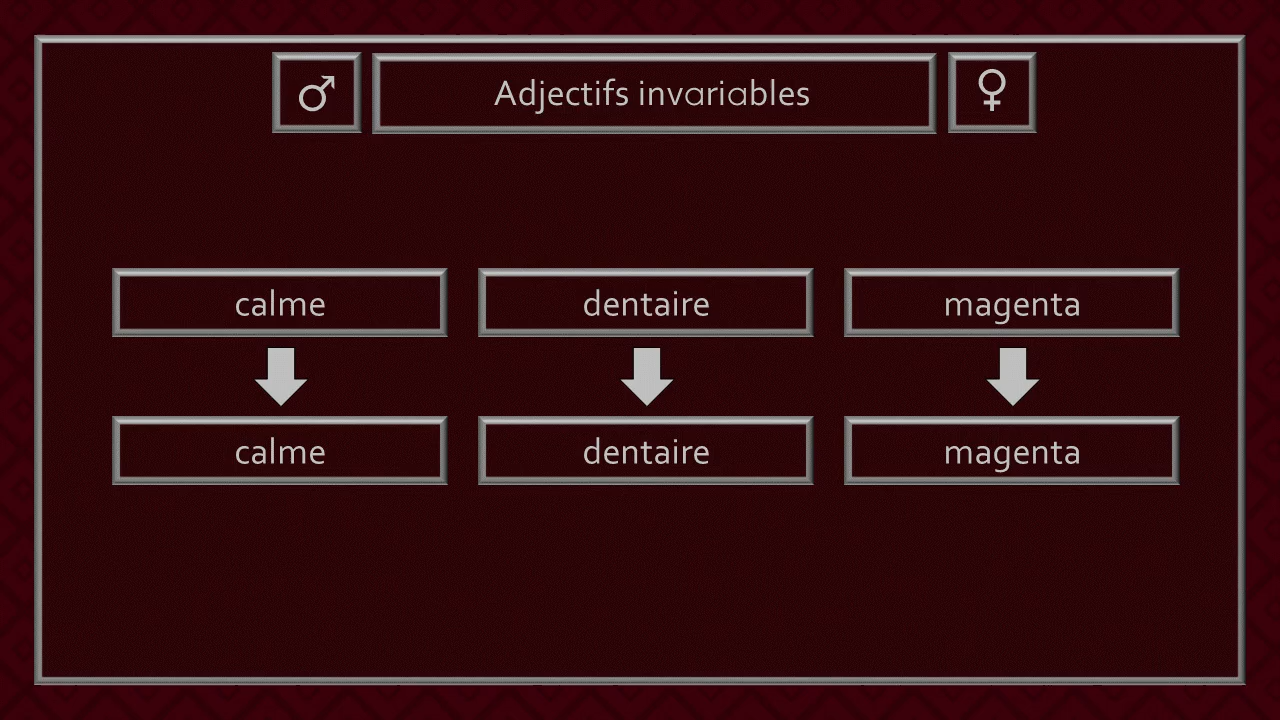 ♂ Adjectifs invariables ♀
calme dentaire magenta
calme dentaire magenta